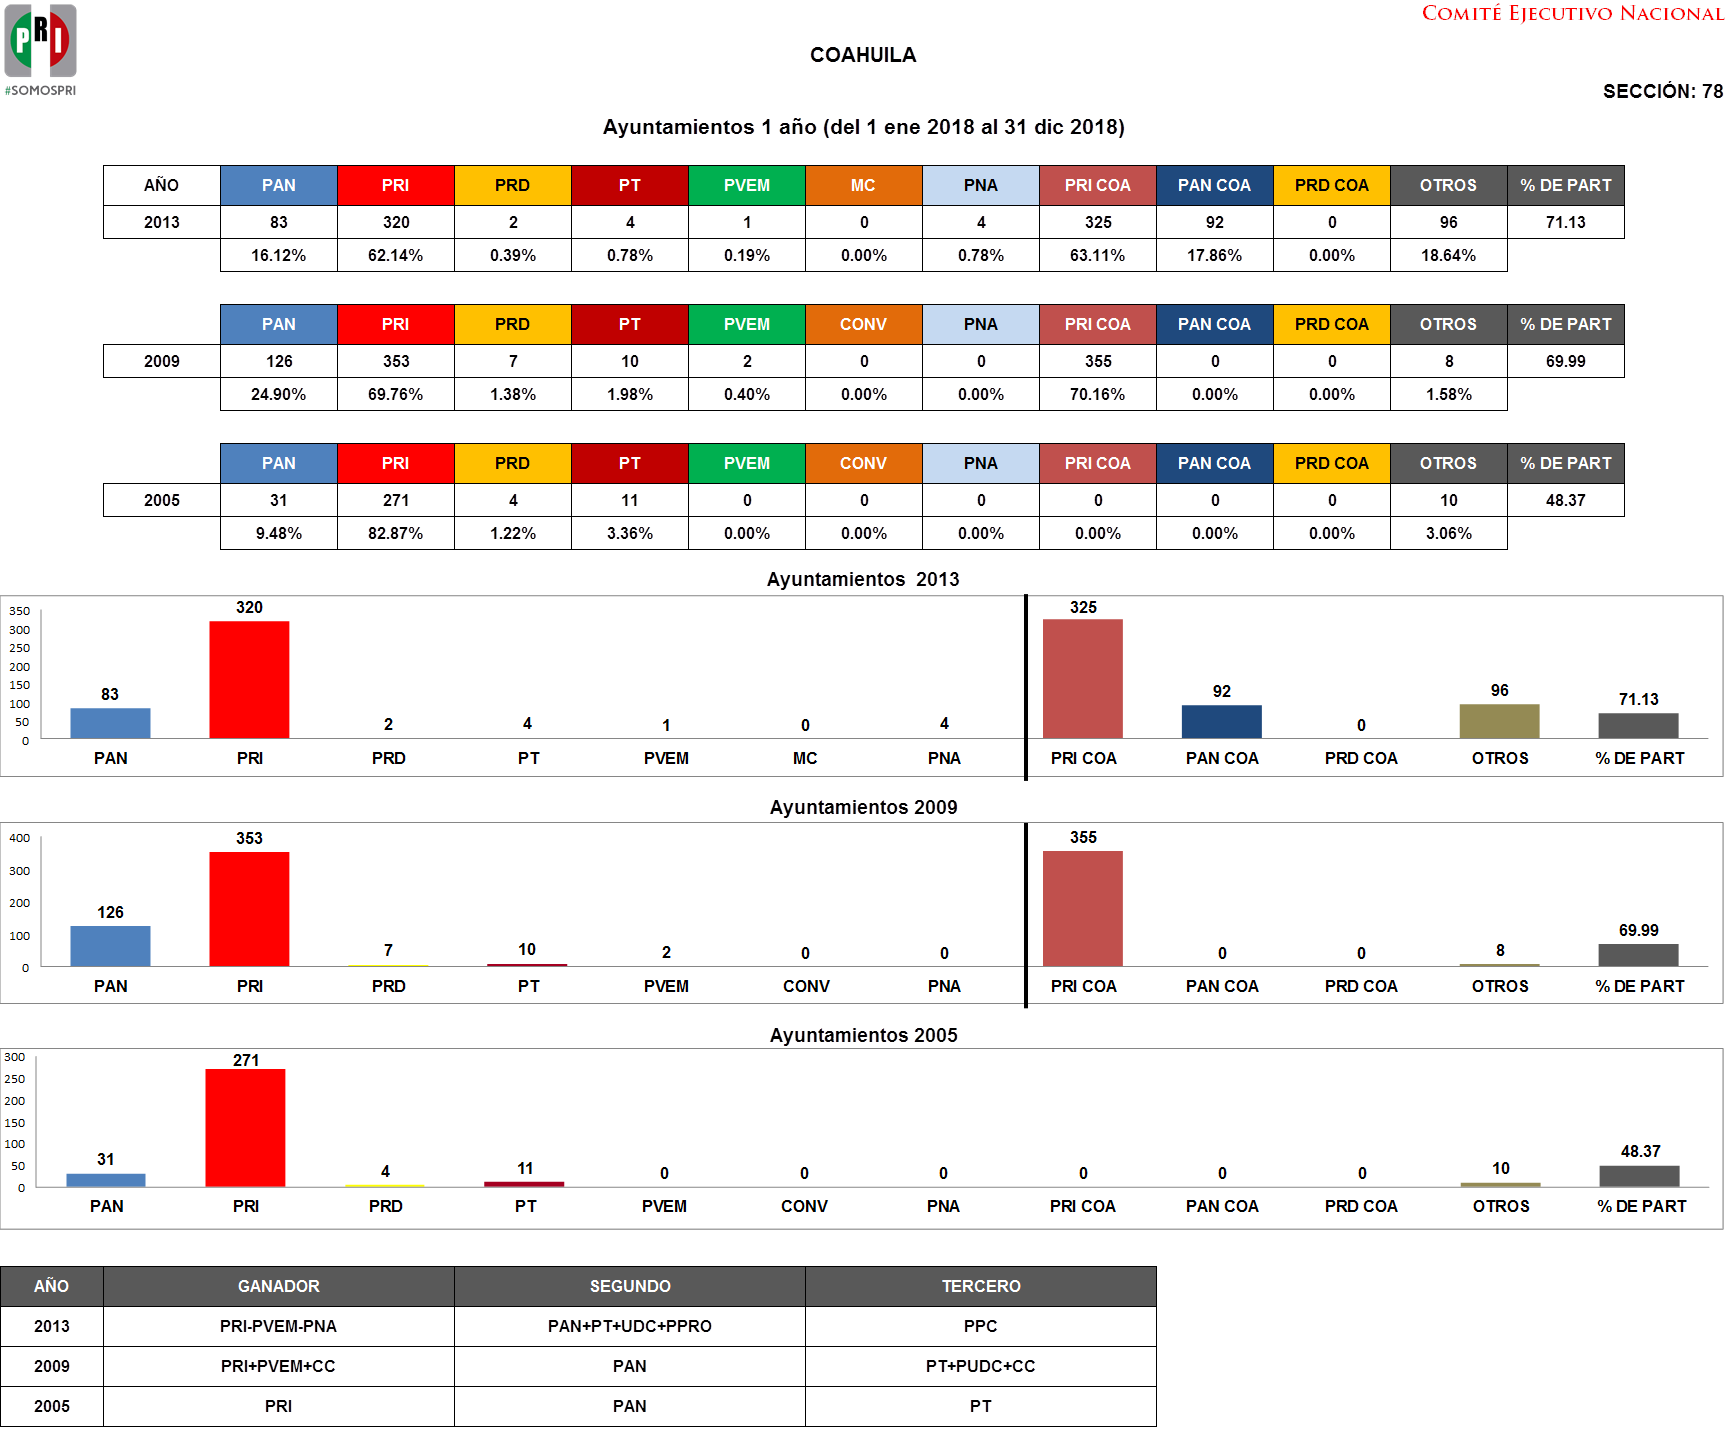 COMITÉ EJECUTIVO NACIONAL
PRI
#SOMOSPRI
COAHUILA
SECCIÓN: 78
Ayuntamientos 1 año (del 1 ene 2018 al 31 dic 2018)
AÑO PAN PRI PRD PT PVEM MC PNA PRI COA PAN COA PRD COA OTROS % DE PART
2013 83 320 2 4 1 0 4 325 92 0 96 71.13
16.12% 62.14% 0.39% 0.78% 0.19% 0.00% 0.78% 63.11% 17.86% 0.00% 18.64%
PAN PRI PRD PT PVEM CONV PNA PRI COA PAN COA PRD COA OTROS % DE PART
2009 126 353 7 10 2 0 0 355 0 0 8 69.99
24.90% 69.76% 1.38% 1.98% 0.40% 0.00% 0.00% 70.16% 0.00% 0.00% 1.58%
PAN PRI PRD PT PVEM CONV PNA PRI COA PAN COA PRD COA OTROS % DE PART
2005 31 271 4 11 0 0 0 0 0 0 10 48.37
9.48% 82.87% 1.22% 3.36% 0.00% 0.00% 0.00% 0.00% 0.00% 0.00% 3.06%
Ayuntamientos 2013
350
300
250
200
150
100
50
0
83 320 2 4 1 0 4 325 92 0 96 71.13
PAN PRI PRD PT PVEM MC PNA PRI COA PAN COA PRD COA OTROS % DE PART
Ayuntamientos 2009
400
300
200
100
0
126 353 7 10 2 0 0 355 0 0 8 69.99
PAN PRI PRD PT PVEM CONV PNA PRI COA PAN COA PRD COA OTROS % DE PART
Ayuntamientos 2005
300
250
200
150
100
50
0
31 271 4 11 0 0 0 0 0 0 10 48.37
PAN PRI PRD PT PVEM CONV PNA PRI COA PAN COA PRD COA OTROS % DE PART
AÑO GANADOR SEGUNDO TERCERO
2013 PRI-PVEM-PNA PAN+PT+UDC+PPRO PPC
2009 PRI+PVEM+CC PAN PT+PUDC+CC
2005 PRI PAN PT